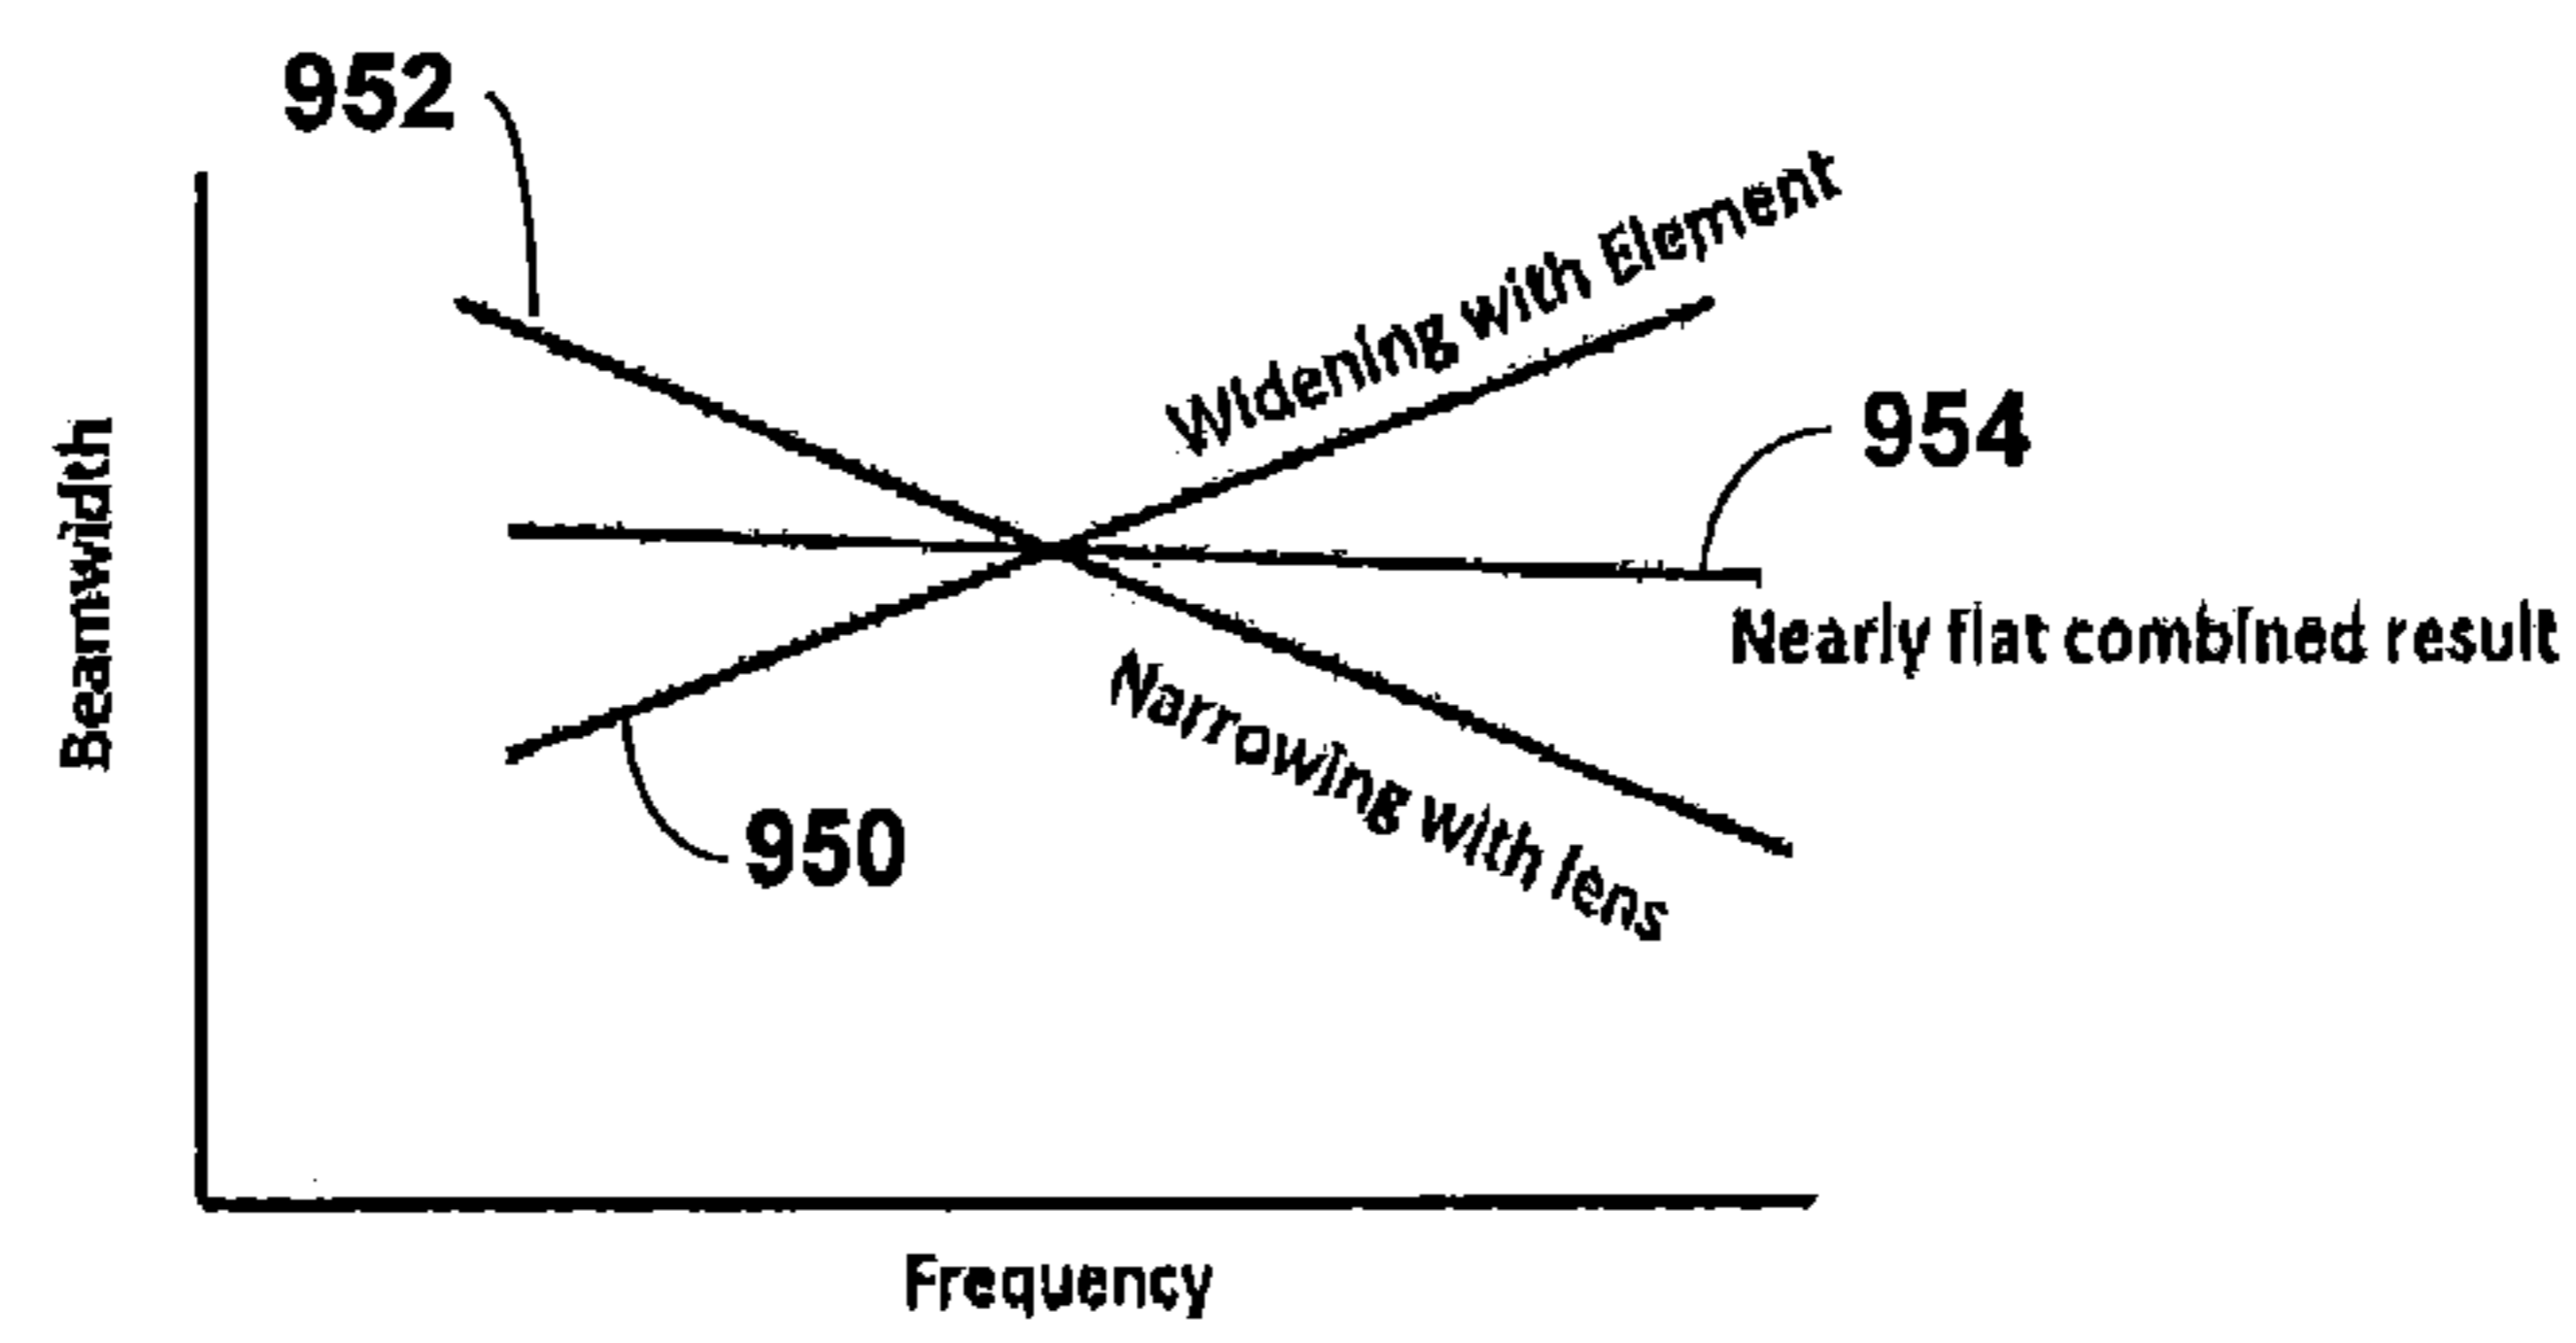 952
Widening with Element
954
Beamwidth
Nearly flat combined result
Narrowing with lens
950
Frequency